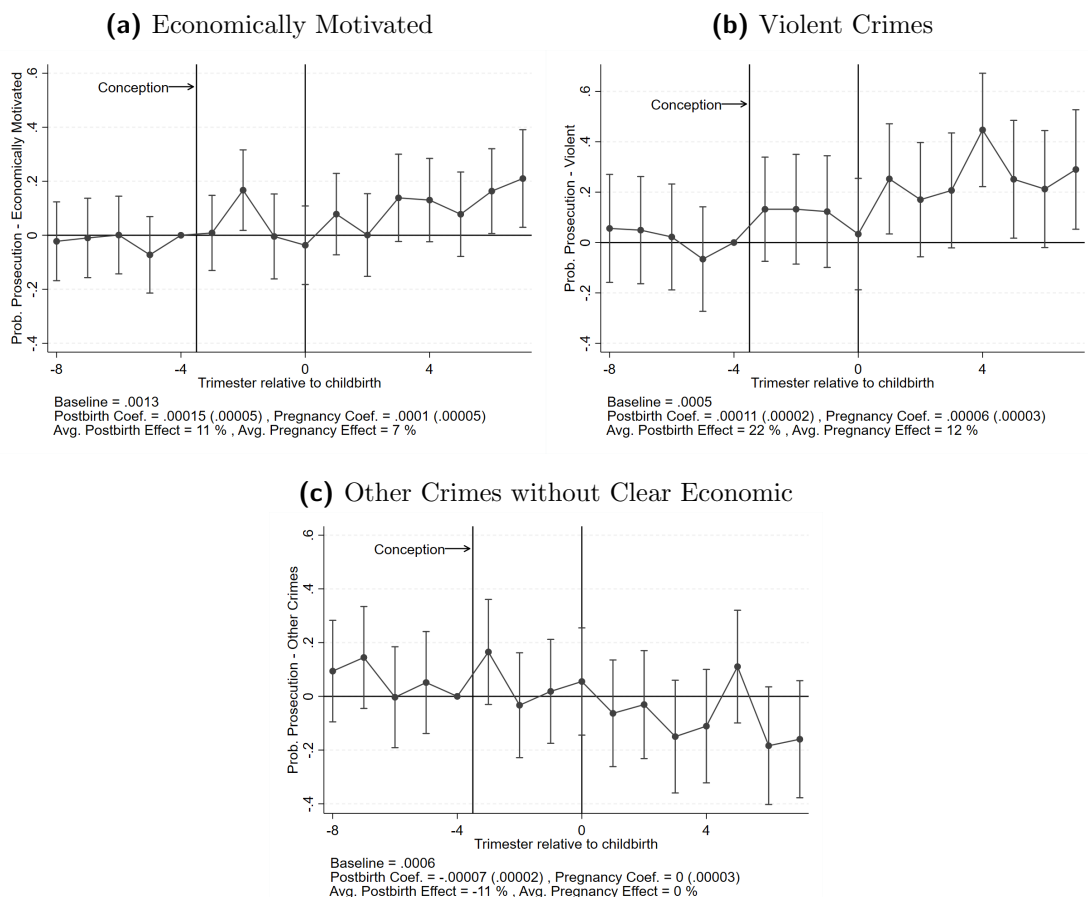 (a) Economically Motivated
Prob. Prosecution - Economically Motivated
.6
.4
.2
0
-.2
-.4
Conception
-8
-4
0
4
Trimester relative to childbirth
Baseline = .0013
Postbirth Coef. = .00015 (.00005) , Pregnancy Coef. = .0001 (.00005)
Avg. Postbirth Effect = 11 % , Avg. Pregnancy Effect = 7 %
(b) Violent Crimes
Prob. Prosecution - Violent
.6
.4
.2
0
-.2
-.4
Conception
-8
-4
0
4
Trimester relative to childbirth
Baseline = .0005
Postbirth Coef. = .00011 (.00002) , Pregnancy Coef. = .00006 (.00003)
Avg. Postbirth Effect = 22 % , Avg. Pregnancy Effect = 12 %
(c) Other Crimes without Clear Economic
Prob. Prosecution - Other Crimes
.6
.4
.2
0
-.2
-.4
Conception
-8
-4
0
4
Trimester relative to childbirth
Baseline = .0006
Postbirth Coef. = -.00007 (.00002) , Pregnancy Coef. = 0 (.00003)
Avg. Postbirth Effect = -11 % , Avg. Pregnancy Effect = 0 %